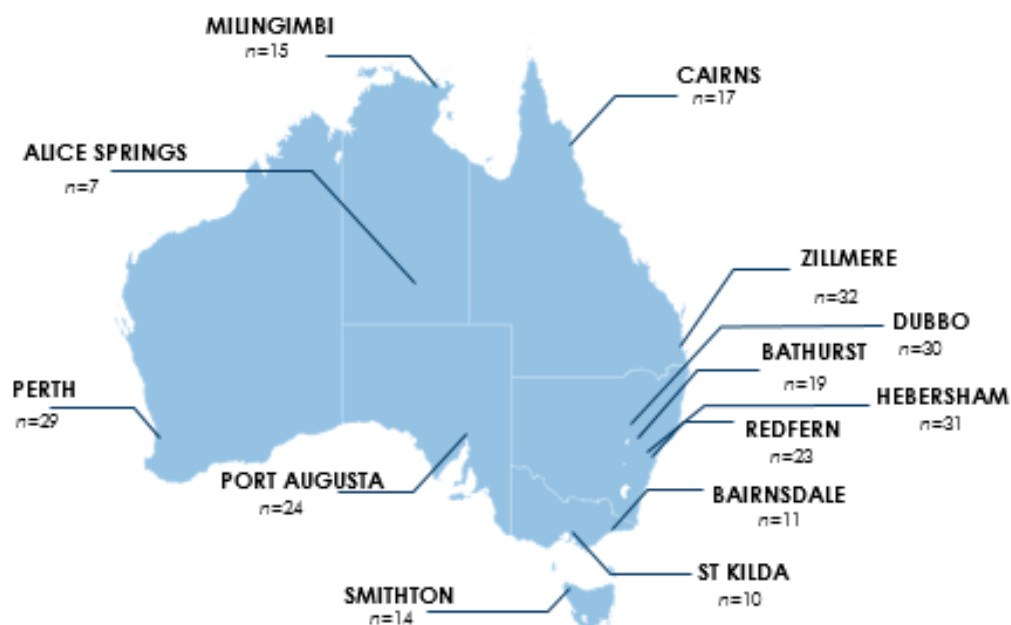 MILINGIMBI
n=15
CAIRNS
n=17
ALICE SPRINGS
n=7
ZILLMERE
n=32
DUBBO
n=30
BATHURST
n=19
PERTH
n=29
HEBERSHAM
n=31
REDFERN
n=23
PORT AUGUSTA
n=24
BAIRNSDALE
n=11
ST KILDA
n=10
SMITHTON
n=14